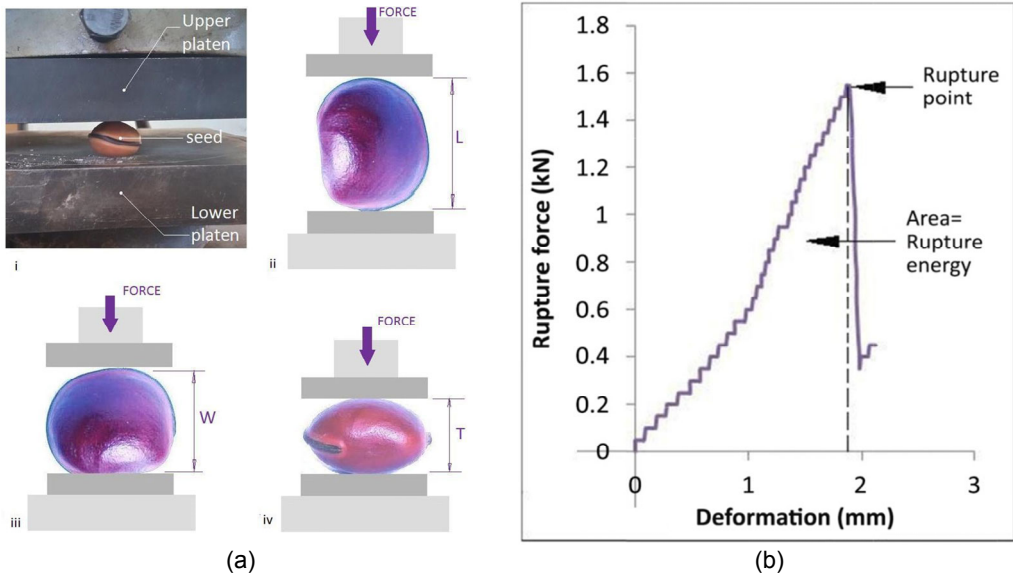 Upper
platen
seed
Lower
platen
i
FORCE
L
ii
FORCE
W
iii
FORCE
T
iv
(a)
Rupture force (kN)
1.8
1.6
1.4
1.2
1
0.8
0.6
0.4
0.2
0
0 1 2 3
Deformation (mm)
Rupture
point
Area=
Rupture
energy
(b)